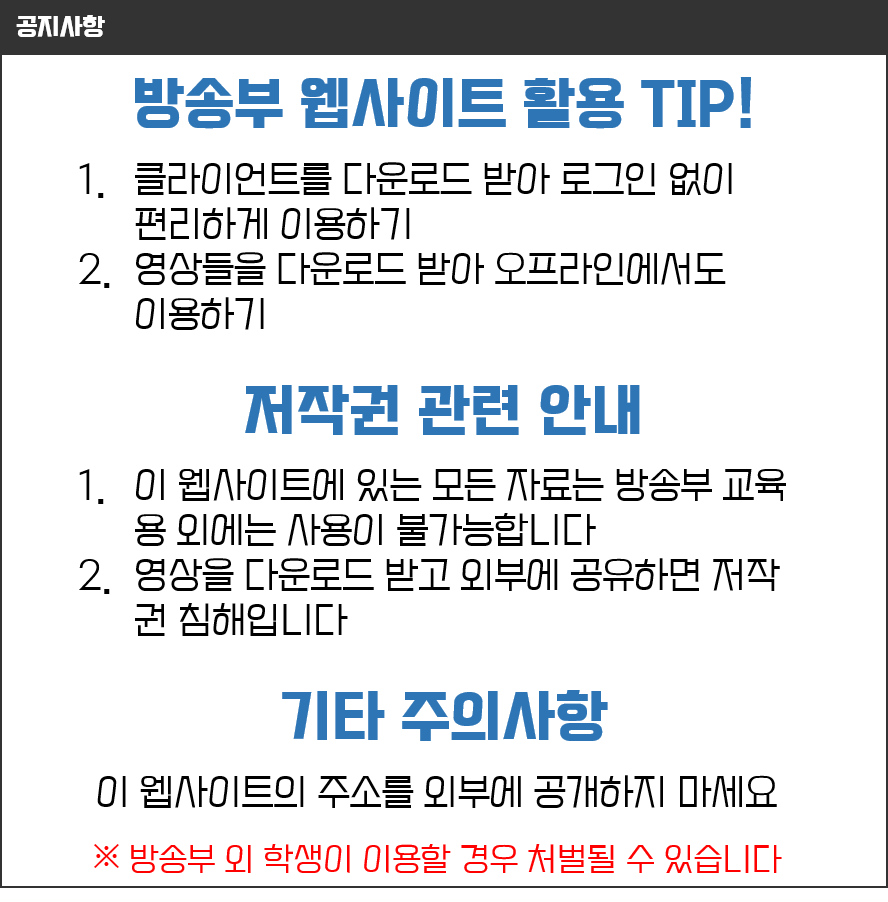 공지사항
방송부 웹사이트 활용 TIP!
1. 클라이언트를 다운로드 받아 로그인 없이
편리하게 이용하기
2. 영상들을 다운로드 받아 오프라인에서도
이용하기
저작권 관련 안내
1. 이 웹사이트에 있는 모든 자료는 방송부 교육
용 외에는 사용이 불가능합니다
2. 영상을 다운로드 받고 외부에 공유하면 저작
권 침해입니다
기타 주의사항
이 웹사이트의 주소를 외부에 공개하지 마세요
※ 방송부 외 학생이 이용할 경우 처벌될 수 있습니다